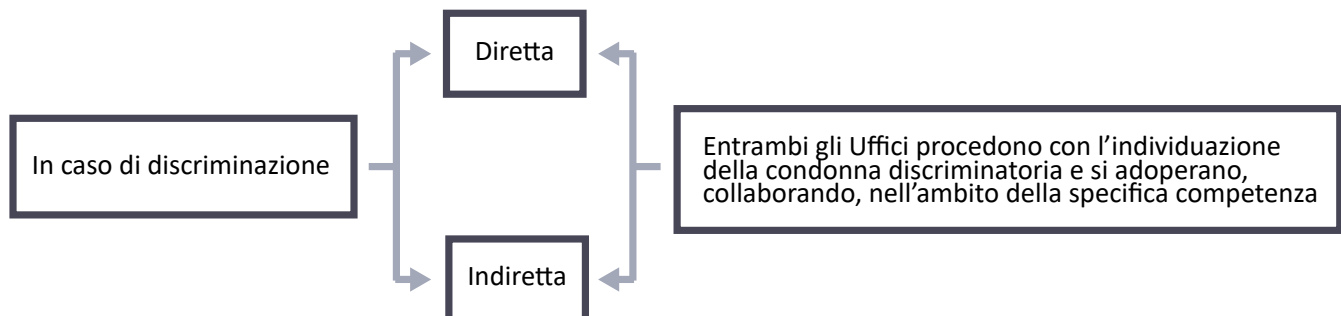 Diretta
In caso di discriminazione
Entrambi gli Uffici procedono con l'individuazione
della condonna discriminatoria e si adoperano,
collaborando, nell'ambito della specifica competenza
Indiretta